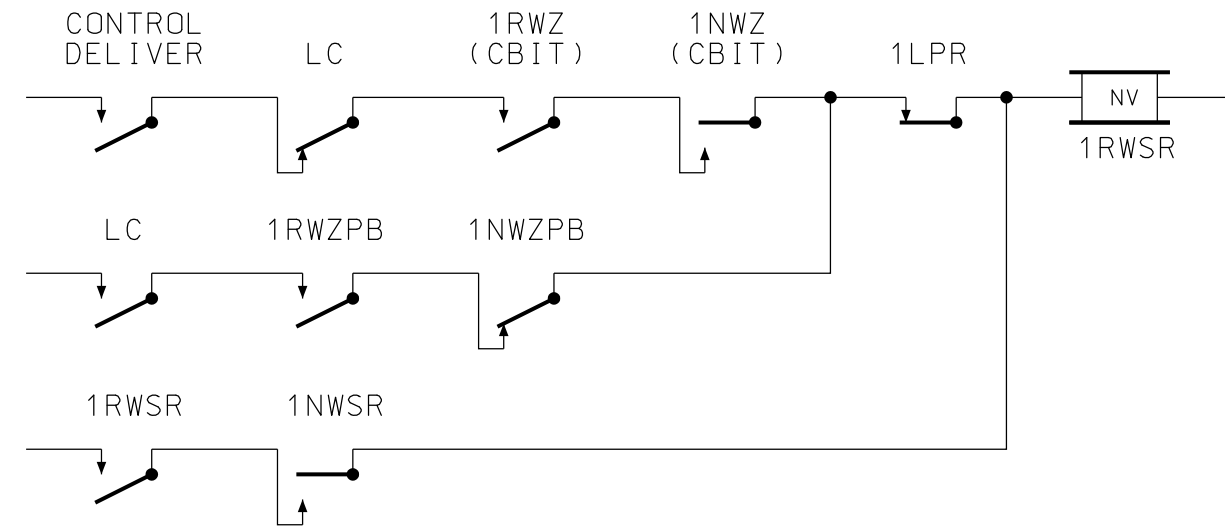 CONTROL
DELIVER
LC
1RWZ
(CBIT)
1NWZ
(CBIT)
1LPR
NV
1RWSR
LC
1RWZPB
1NWZPB
1RWSR
1NWSR